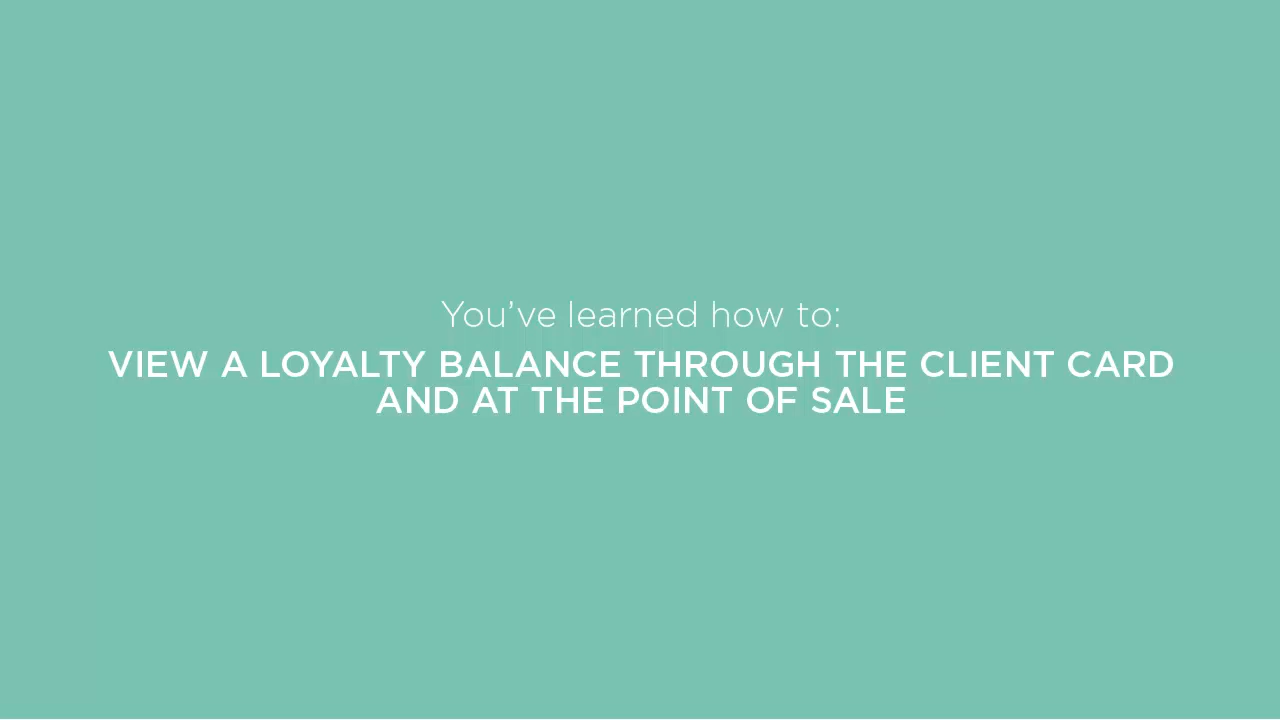 You’ve learned how to:
VIEW A LOYALTY BALANCE THROUGH THE CLIENT CARD
AND AT THE POINT OF SALE